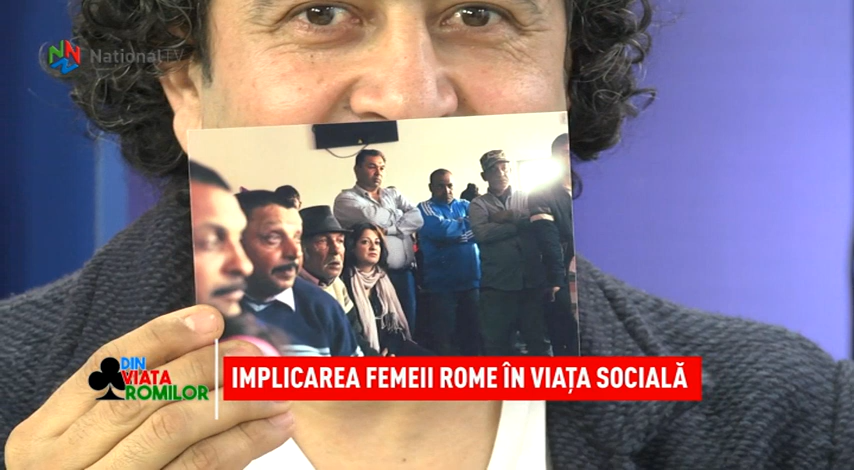 National TV
DIN
VIAȚA
ROMILOR
IMPLICAREA FEMEII ROME ÎN VIAȚA SOCIALĂ